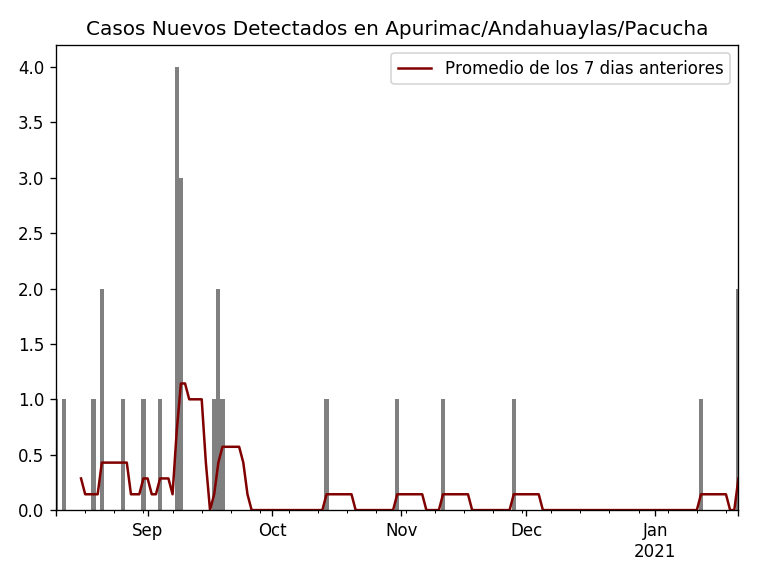 Casos Nuevos Detectados en Apurimac/Andahuaylas/Pacucha
Promedio de los 7 dias anteriores
4.0
3.5
3.0
2.5
2.0
1.5
1.0
0.5
0.0
Sep
Oct
Nov
Dec
Jan
2021